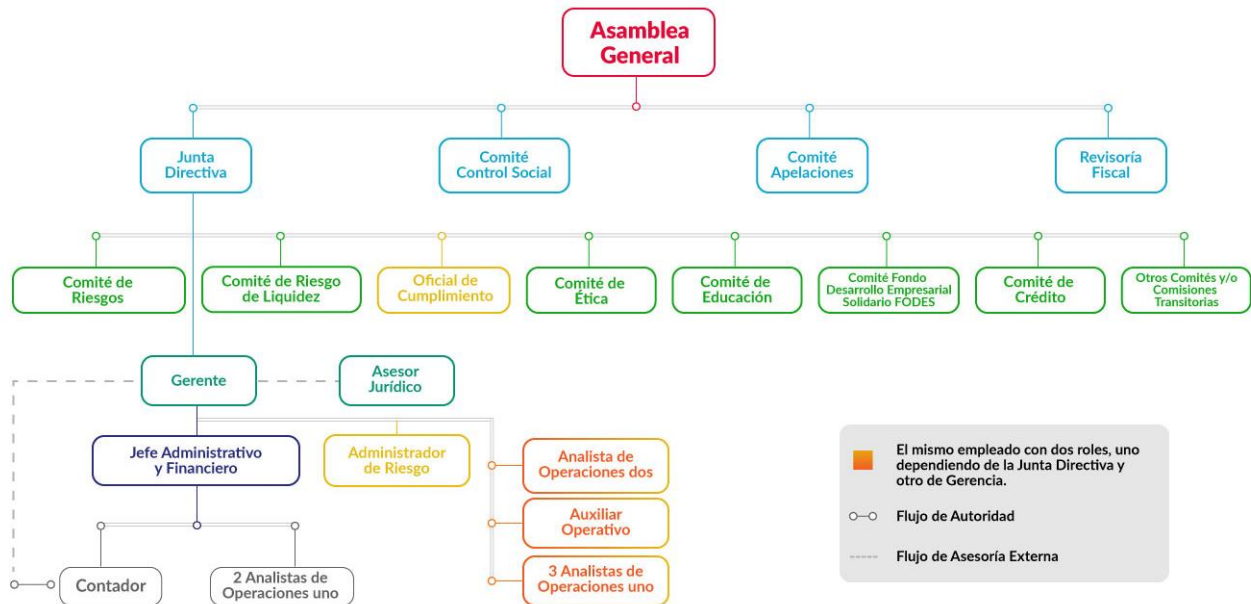 Asamblea
General
Junta
Directiva
Comité
Control Social
Comité
Apelaciones
Revisoría
Fiscal
Comité de
Riesgos
Comité de Riesgo
de Liquidez
Oficial de
Cumplimiento
Comité de
Ética
Comité de
Educación
Comité Fondo
Desarrollo Empresarial
Solidario FODES
Comité de
Crédito
Otros Comités y/o
Comisiones
Transitorias
Gerente
Asesor
Jurídico
Jefe Administrativo
y Financiero
Administrador
de Riesgo
Analista de
Operaciones dos
Auxiliar
Operativo
3 Analistas de
Operaciones uno
Contador
2 Analistas de
Operaciones uno
El mismo empleado con dos roles, uno
dependiendo de la Junta Directiva y
otro de Gerencia.
Flujo de Autoridad
Flujo de Asesoría Externa